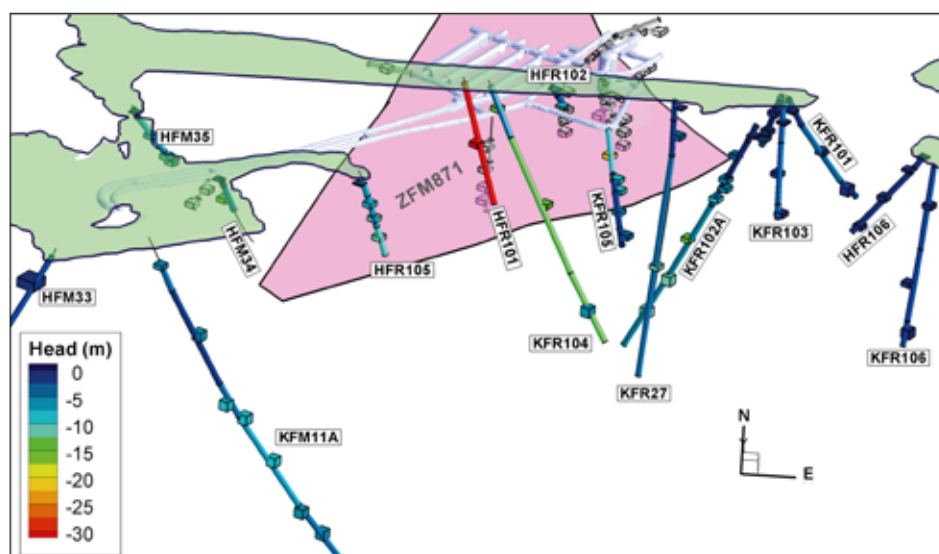 HFR102
HFM35
KFR101
ZFM871
HFR101
KFR105
KFR102A
KFR103
HFR106
HFM34
HFR105
HFM33
KFR104
KFR106
KFR27
Head (m)
0
-5
-10
-15
-20
-25
-30
KFM11A
N
E